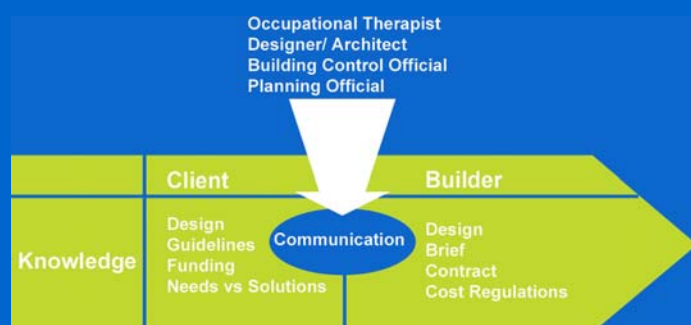 Occupational Therapist
Designer/ Architect
Building Control Official
Planning Official
Client
Builder
Knowledge
Design
Guidelines
Funding
Needs vs Solutions
Communication
Design
Brief
Contract
Cost Regulations